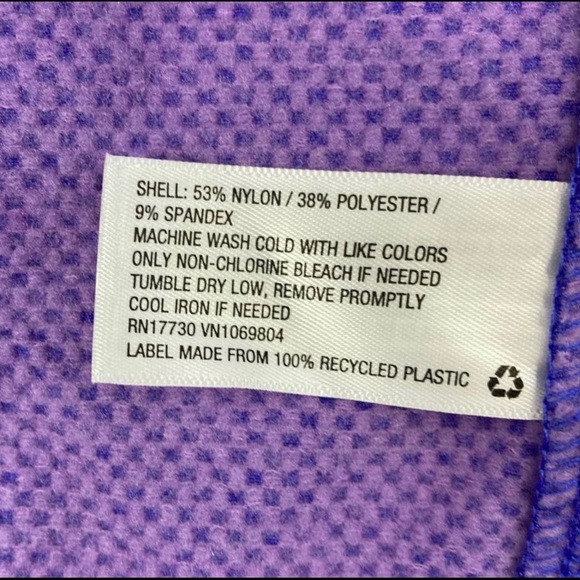 SHELL: 53% NYLON / 38% POLYESTER /
9% SPANDEX
MACHINE WASH COLD WITH LIKE COLORS
ONLY NON-CHLORINE BLEACH IF NEEDED
TUMBLE DRY LOW, REMOVE PROMPTLY
COOL IRON IF NEEDED
RN17730 VN1069804
LABEL MADE FROM 100% RECYCLED PLASTIC